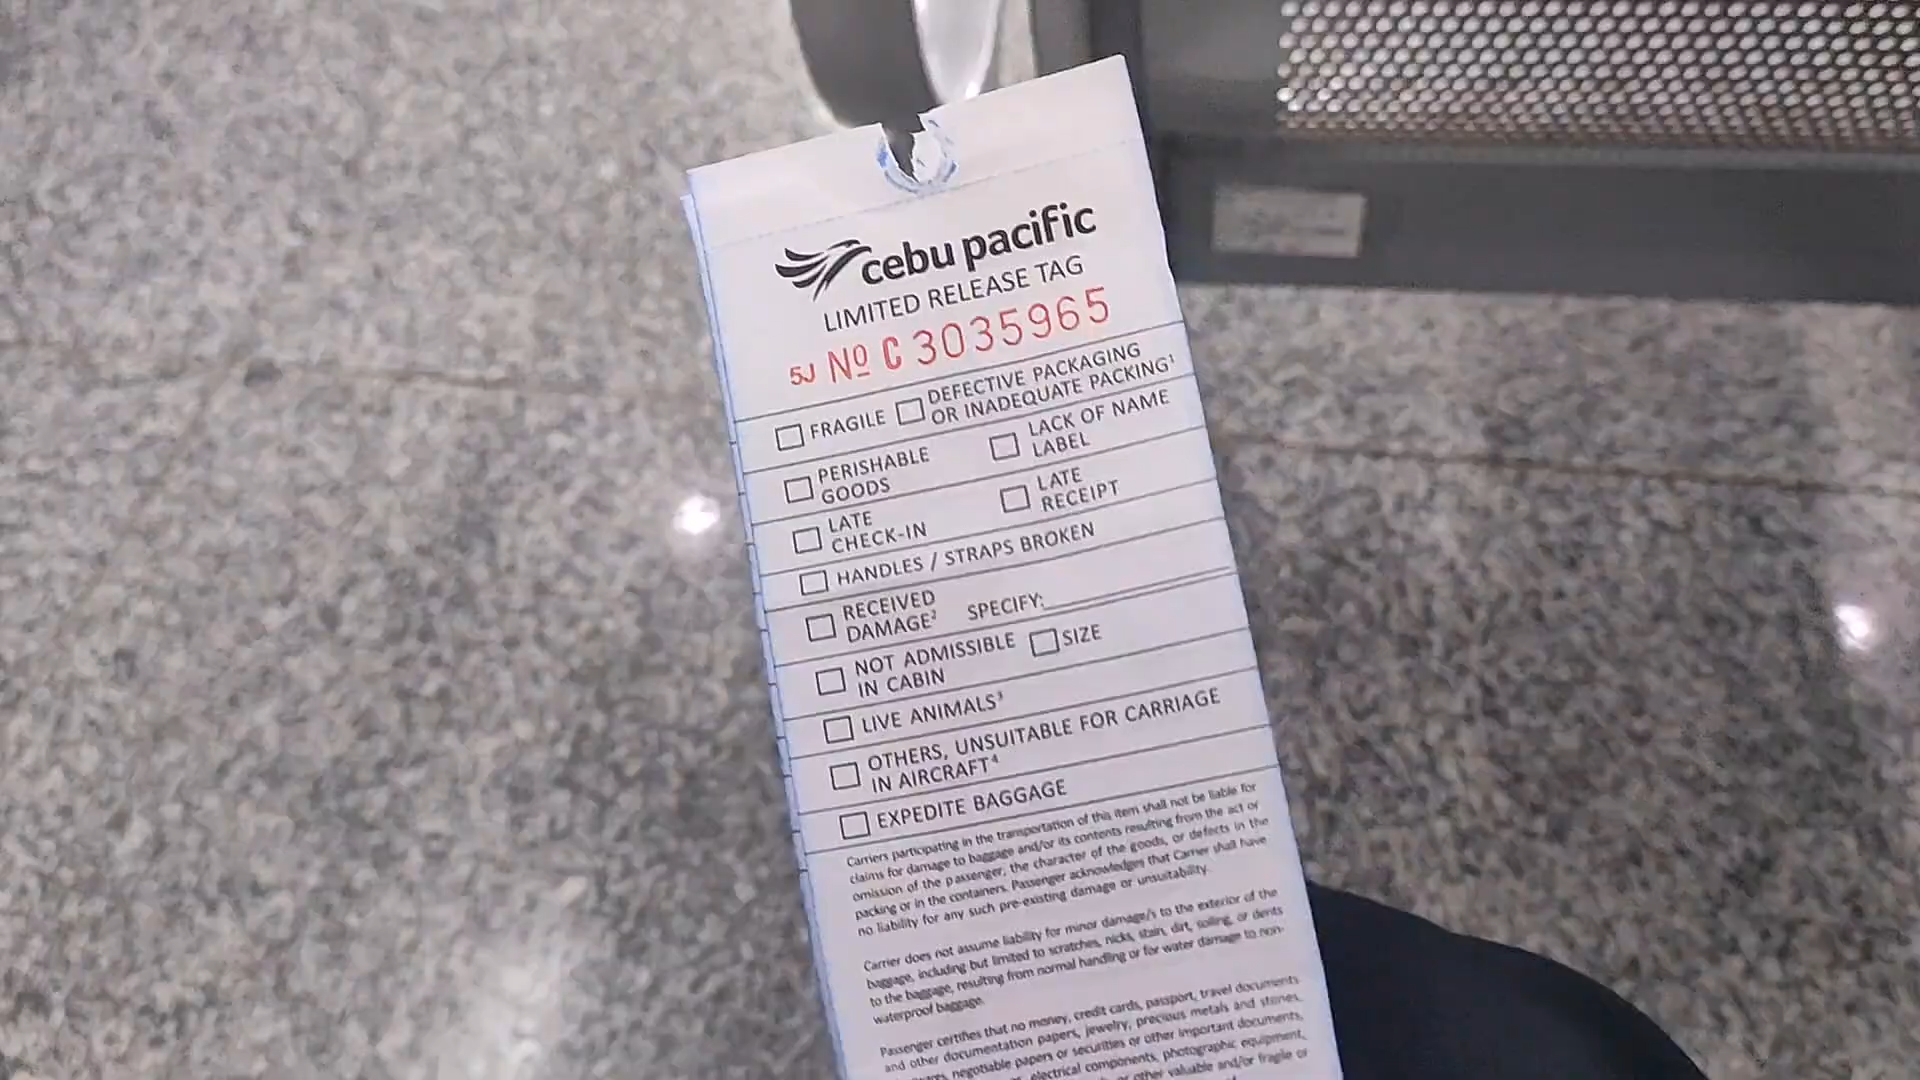 cebu pacific
LIMITED RELEASE TAG
5J Nº C 3035965
FRAGILE
DEFECTIVE PACKAGING
OR INADEQUATE PACKING¹
PERISHABLE
GOODS
LACK OF NAME
LABEL
LATE
CHECK-IN
LATE
RECEIPT
HANDLES / STRAPS BROKEN
RECEIVED
DAMAGE²
SPECIFY:
NOT ADMISSIBLE
IN CABIN
SIZE
LIVE ANIMALS³
OTHERS, UNSUITABLE FOR CARRIAGE
IN AIRCRAFT⁴
EXPEDITE BAGGAGE
Carriers participating in the transportation of this item shall not be liable for
claims for damage to baggage and/or its contents resulting from the act or
omission of the passenger, the character of the goods, or defects in the
packing or in the containers. Passenger acknowledges that Carrier shall have
no liability for any such pre-existing damage or unsuitability.
Carrier does not assume liability for minor damage/s to the exterior of the
baggage, including but limited to scratches, nicks, stain, dirt, soiling, or dents
to the baggage, resulting from normal handling or for water damage to non-
waterproof baggage.
Passenger certifies that no money, credit cards, passport, travel documents
and other documentation papers, jewelry, precious metals and stones,
negotiable papers or securities or other important documents,
electrical components, photographic equipment,
or other valuable and/or fragile or